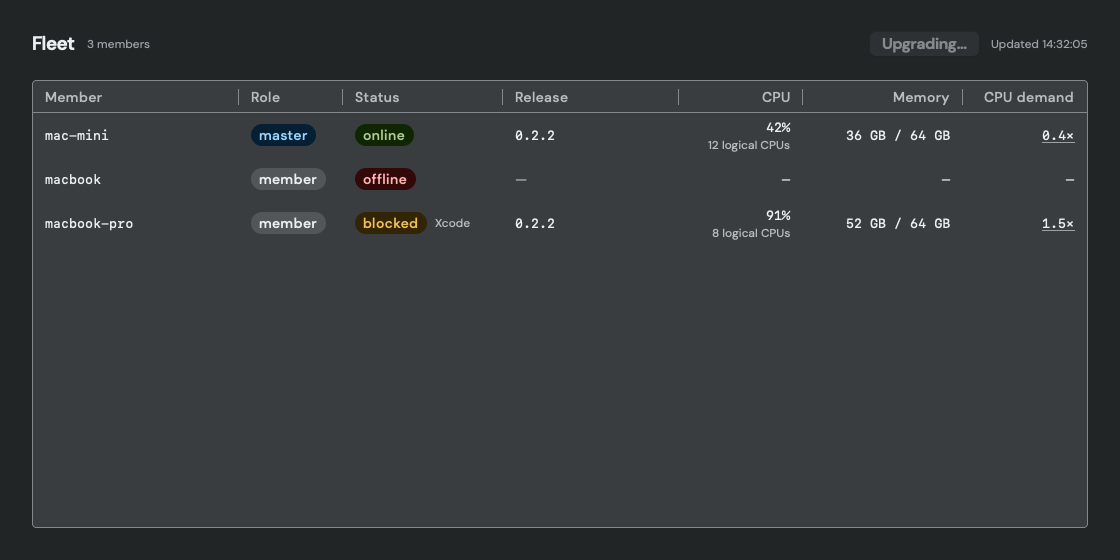 Fleet 3 members Upgrading... Updated 14:32:05
Member Role Status Release CPU Memory CPU demand
mac-mini master online 0.2.2 42% 36 GB / 64 GB 0.4×
12 logical CPUs
macbook member offline — — — —
macbook-pro member blocked Xcode 0.2.2 91% 52 GB / 64 GB 1.5×
8 logical CPUs